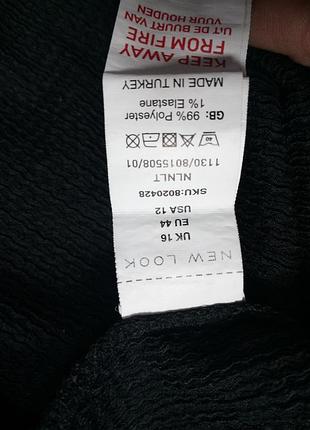 NEW LOOK
UK 16
EU 44
USA 12
SKU:8020428
NLNLT
1130/8015508/01
40
GB: 99% Polyester
1% Elastane
MADE IN TURKEY
KEEP AWAY
FROM FIRE
UIT DE BUURT VAN
VUUR HOUDEN